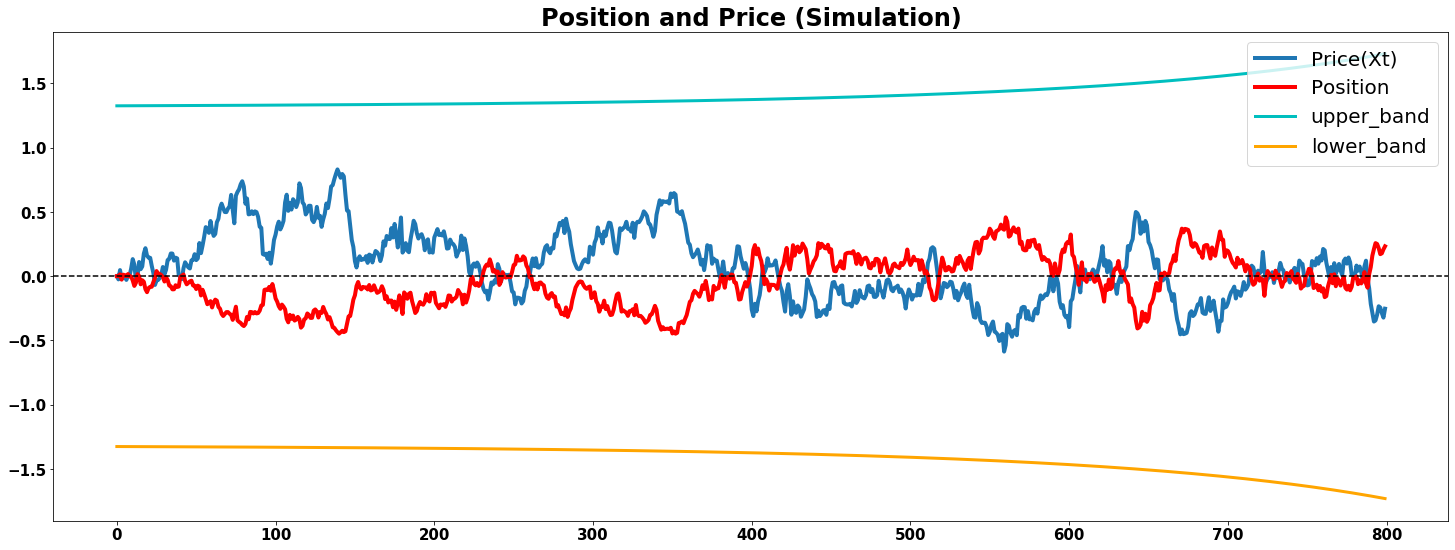 Position and Price (Simulation)
Price(Xt)
Position
upper_band
lower_band
1.5
1.0
0.5
0.0
−0.5
−1.0
−1.5
0 100 200 300 400 500 600 700 800